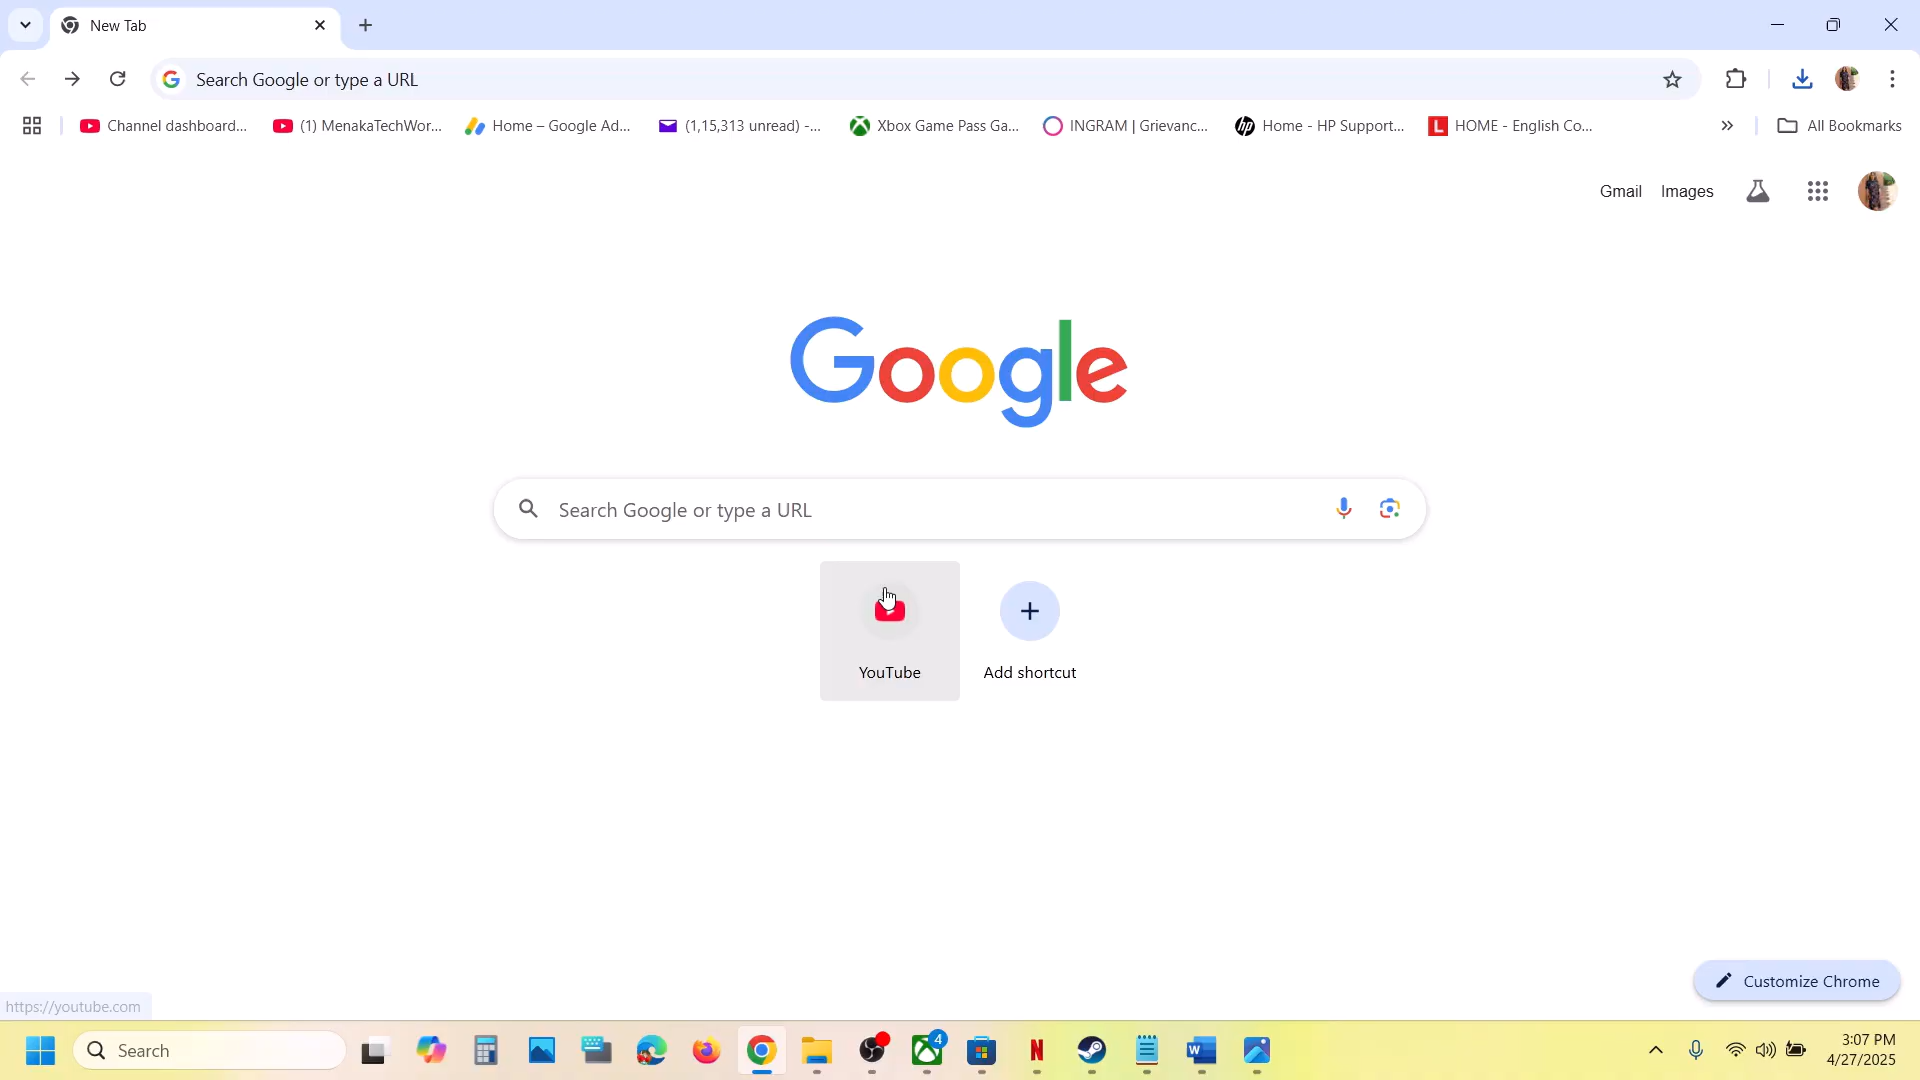 New Tab
Search Google or type a URL
Channel dashboard...
(1) MenakaTechWor...
Home – Google Ad...
(1,15,313 unread) -...
Xbox Game Pass Ga...
INGRAM | Grievanc...
Home - HP Support...
HOME - English Co...
All Bookmarks
Gmail
Images
Google
Search Google or type a URL
YouTube
Add shortcut
Customize Chrome
https://youtube.com
Search
4
3:07 PM
4/27/2025